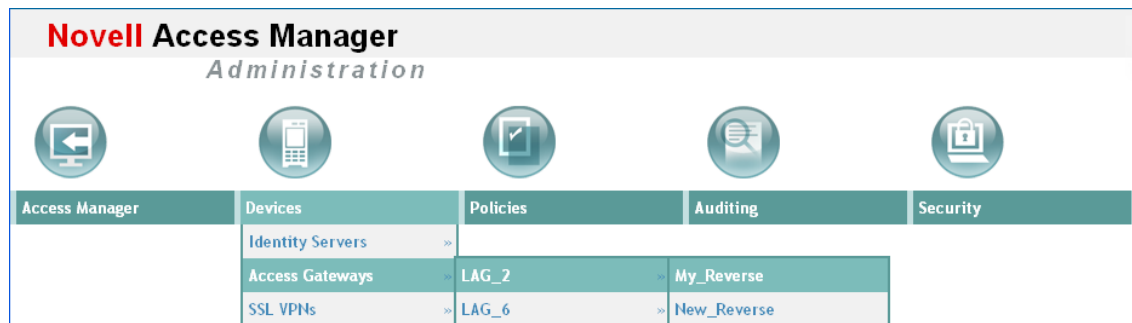 Novell Access Manager
Administration
Access Manager Devices Policies Auditing Security
Identity Servers »
Access Gateways » LAG_2 » My_Reverse
SSL VPNs » LAG_6 » New_Reverse